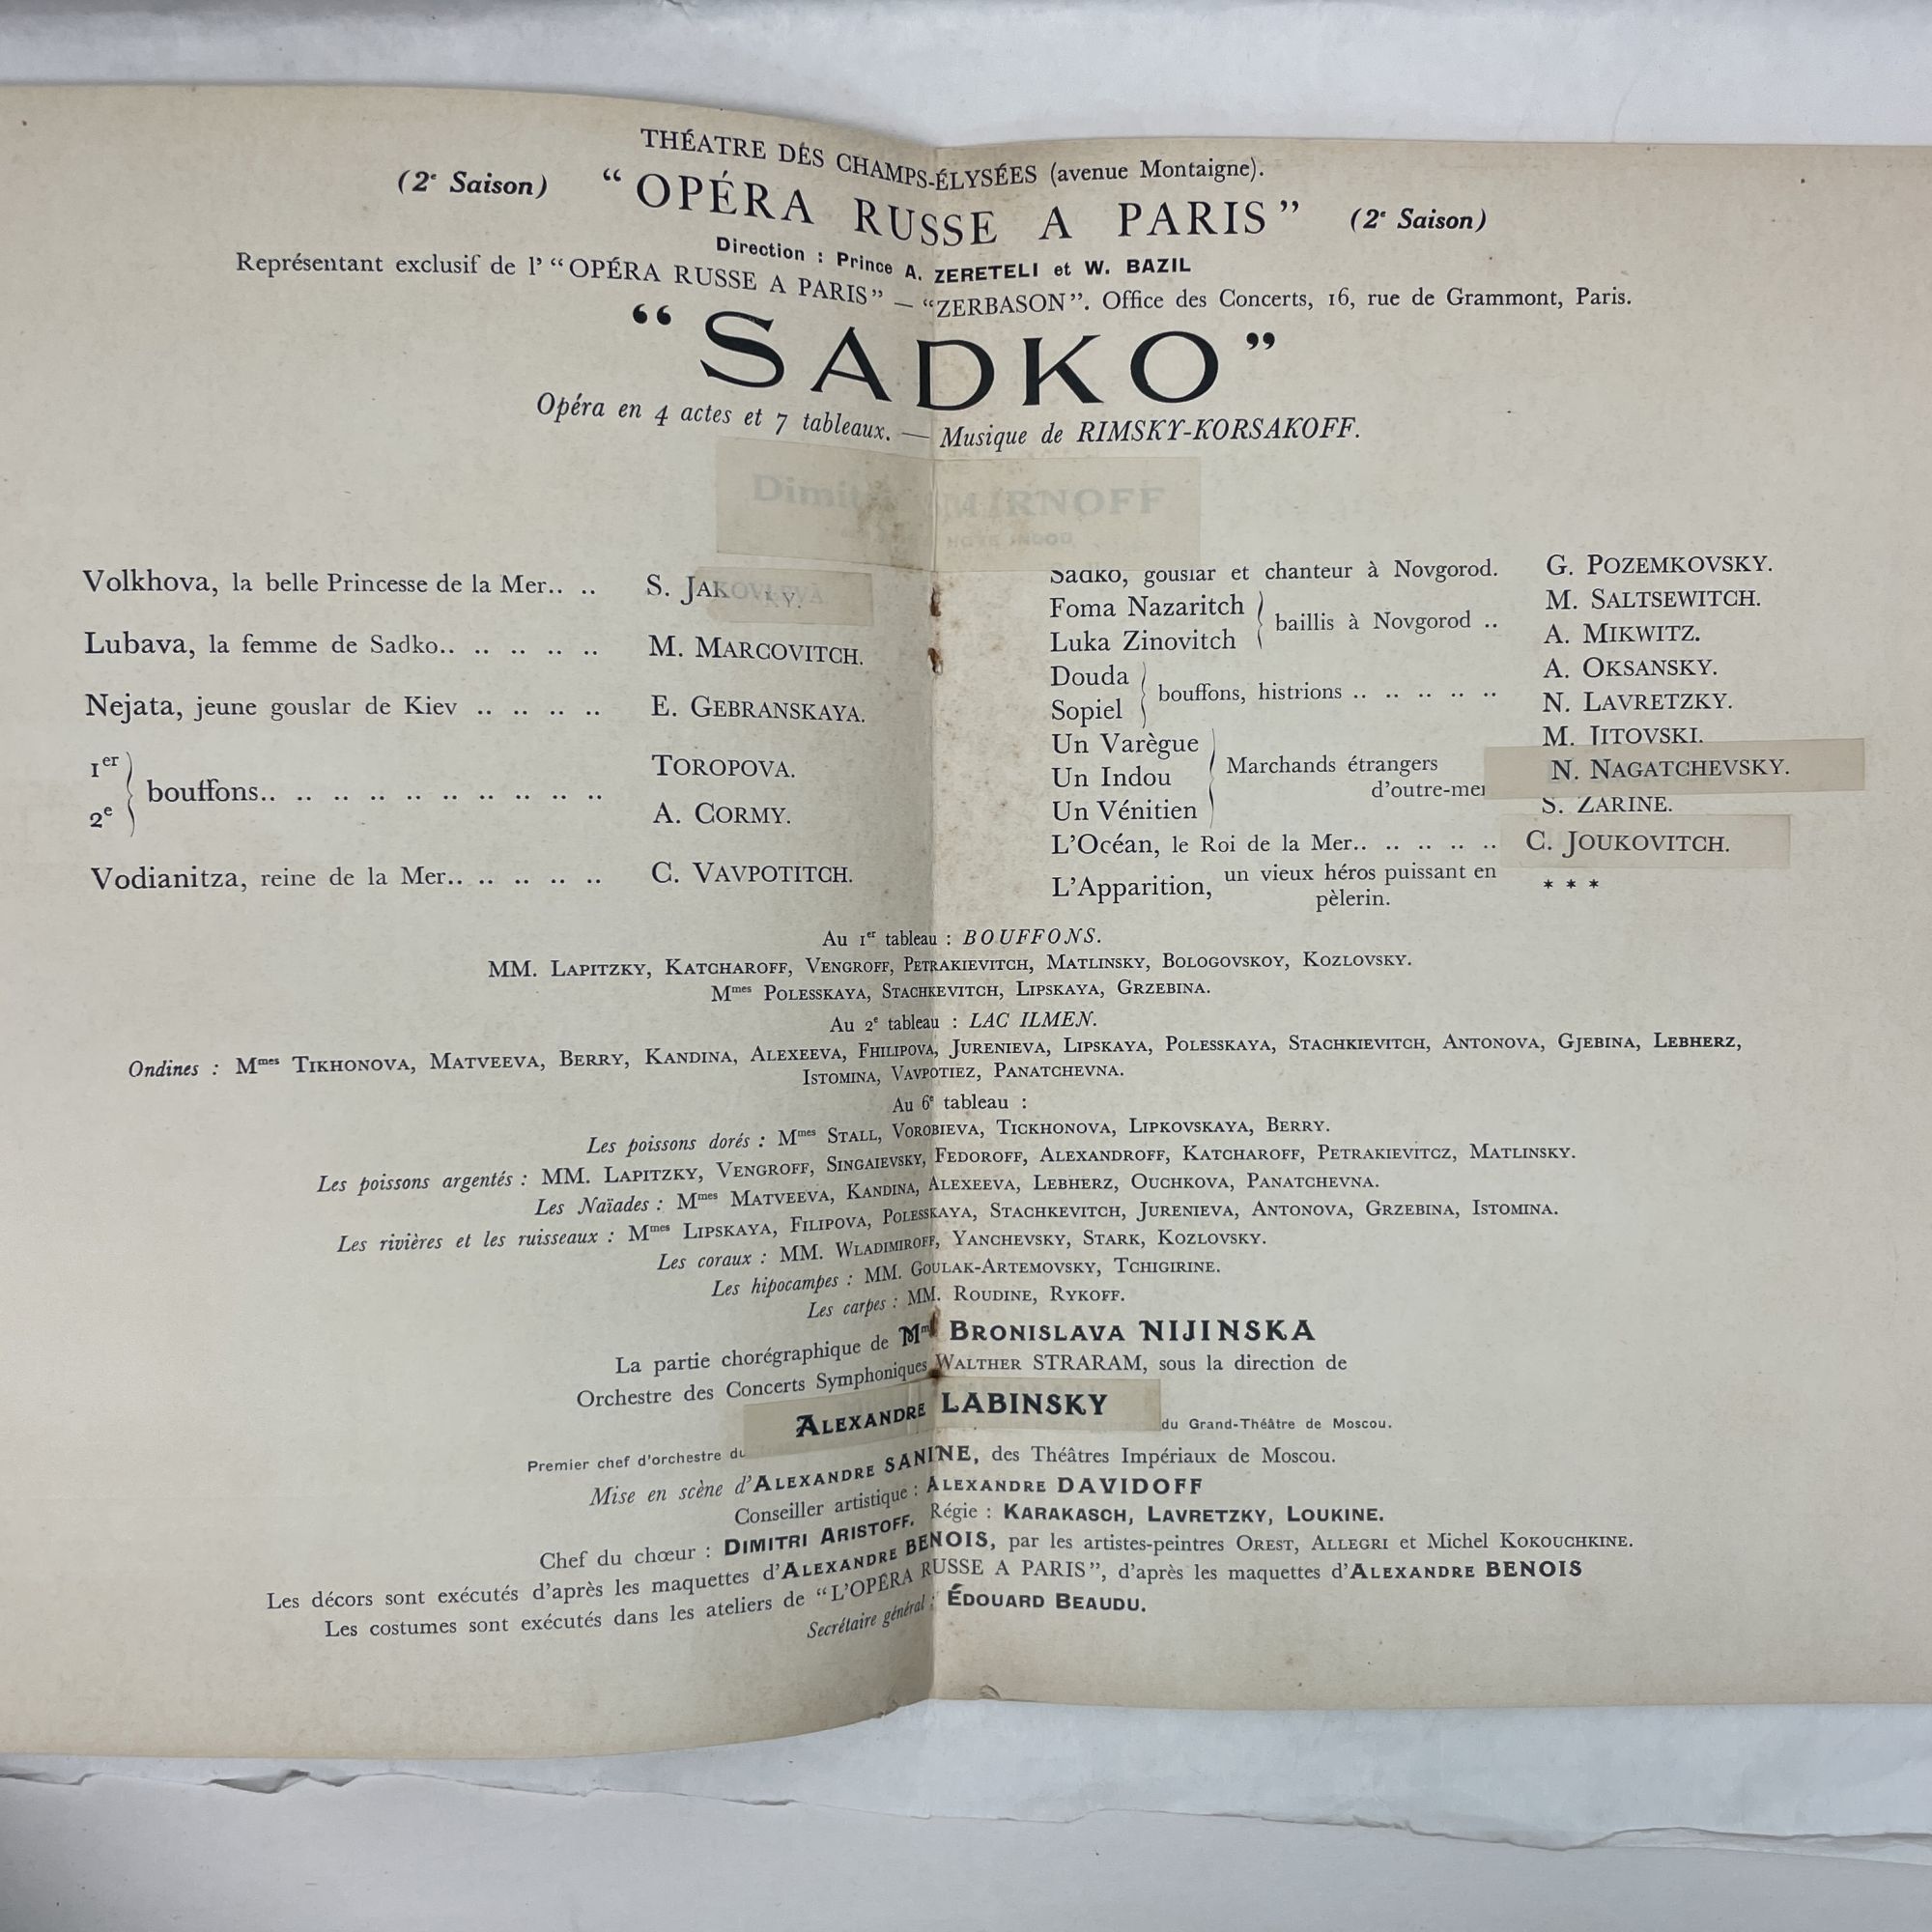 THÉATRE DES CHAMPS-ÉLYSÉES (avenue Montaigne).
(2e Saison) “OPÉRA RUSSE A PARIS” (2e Saison)
Direction : Prince A. ZERETELI et W. BAZIL
Représentant exclusif de l’ “OPÉRA RUSSE A PARIS” — “ZERBASON”. Office des Concerts, 16, rue de Grammont, Paris.
“SADKO”
Opéra en 4 actes et 7 tableaux. — Musique de RIMSKY-KORSAKOFF.
Volkhova, la belle Princesse de la Mer.. .. S.
Lubava, la femme de Sadko.. .. .. .. .. M. MARCOVITCH.
Nejata, jeune gouslar de Kiev .. .. .. .. E. GEBRANSKAYA.
1er TOROPOVA.
bouffons.. .. .. .. .. .. .. .. .. ..
2e A. CORMY.
Vodianitza, reine de la Mer.. .. .. .. .. C. VAVPOTITCH.
Sadko, gouslar et chanteur à Novgorod. G. POZEMKOVSKY.
Foma Nazaritch M. SALTSEWITCH.
baillis à Novgorod ..
Luka Zinovitch A. MIKWITZ.
Douda A. OKSANSKY.
bouffons, histrions .. .. .. .. ..
Sopiel N. LAVRETZKY.
Un Varègue M. JITOVSKI.
Marchands étrangers
Un Indou N. NAGATCHEVSKY.
d’outre-mer
Un Vénitien S. ZARINE.
L’Océan, le Roi de la Mer.. .. .. .. .. C. JOUKOVITCH.
L’Apparition, un vieux héros puissant en * * *
pèlerin.
Au 1er tableau : BOUFFONS.
MM. LAPITZKY, KATCHAROFF, VENGROFF, PETRAKIEVITCH, MATLINSKY, BOLOGOVSKOY, KOZLOVSKY.
Mmes POLESSKAYA, STACHKEVITCH, LIPSKAYA, GRZEBINA.
Au 2e tableau : LAC ILMEN.
Ondines : Mmes TIKHONOVA, MATVEEVA, BERRY, KANDINA, ALEXEEVA, FHILIPOVA, JURENIEVA, LIPSKAYA, POLESSKAYA, STACHKIEVITCH, ANTONOVA, GJEBINA, LEBHERZ,
ISTOMINA, VAVPOTIEZ, PANATCHEVNA.
Au 6e tableau :
Les poissons dorés : Mmes STALL, VOROBIEVA, TICKHONOVA, LIPKOVSKAYA, BERRY.
Les poissons argentés : MM. LAPITZKY, VENGROFF, SINGAIEVSKY, FEDOROFF, ALEXANDROFF, KATCHAROFF, PETRAKIEVITCZ, MATLINSKY.
Les Naïades : Mmes MATVEEVA, KANDINA, ALEXEEVA, LEBHERZ, OUCHKOVA, PANATCHEVNA.
Les rivières et les ruisseaux : Mmes LIPSKAYA, FILIPOVA, POLESSKAYA, STACHKEVITCH, JURENIEVA, ANTONOVA, GRZEBINA, ISTOMINA.
Les coraux : MM. WLADIMIROFF, YANCHEVSKY, STARK, KOZLOVSKY.
Les hipocampes : MM. GOULAK-ARTEMOVSKY, TCHIGIRINE.
Les carpes : MM. ROUDINE, RYKOFF.
La partie chorégraphique de Mme BRONISLAVA NIJINSKA
Orchestre des Concerts Symphoniques WALTHER STRARAM, sous la direction de
ALEXANDRE LABINSKY
Premier chef d’orchestre du du Grand-Théâtre de Moscou.
Mise en scène d’ALEXANDRE SANINE, des Théâtres Impériaux de Moscou.
Conseiller artistique : ALEXANDRE DAVIDOFF
Chef du chœur : DIMITRI ARISTOFF. Régie : KARAKASCH, LAVRETZKY, LOUKINE.
Les décors sont exécutés d’après les maquettes d’ALEXANDRE BENOIS, par les artistes-peintres OREST, ALLEGRI et Michel KOKOUCHKINE.
Les costumes sont exécutés dans les ateliers de “L’OPÉRA RUSSE A PARIS”, d’après les maquettes d’ALEXANDRE BENOIS
Secrétaire général : ÉDOUARD BEAUDU.